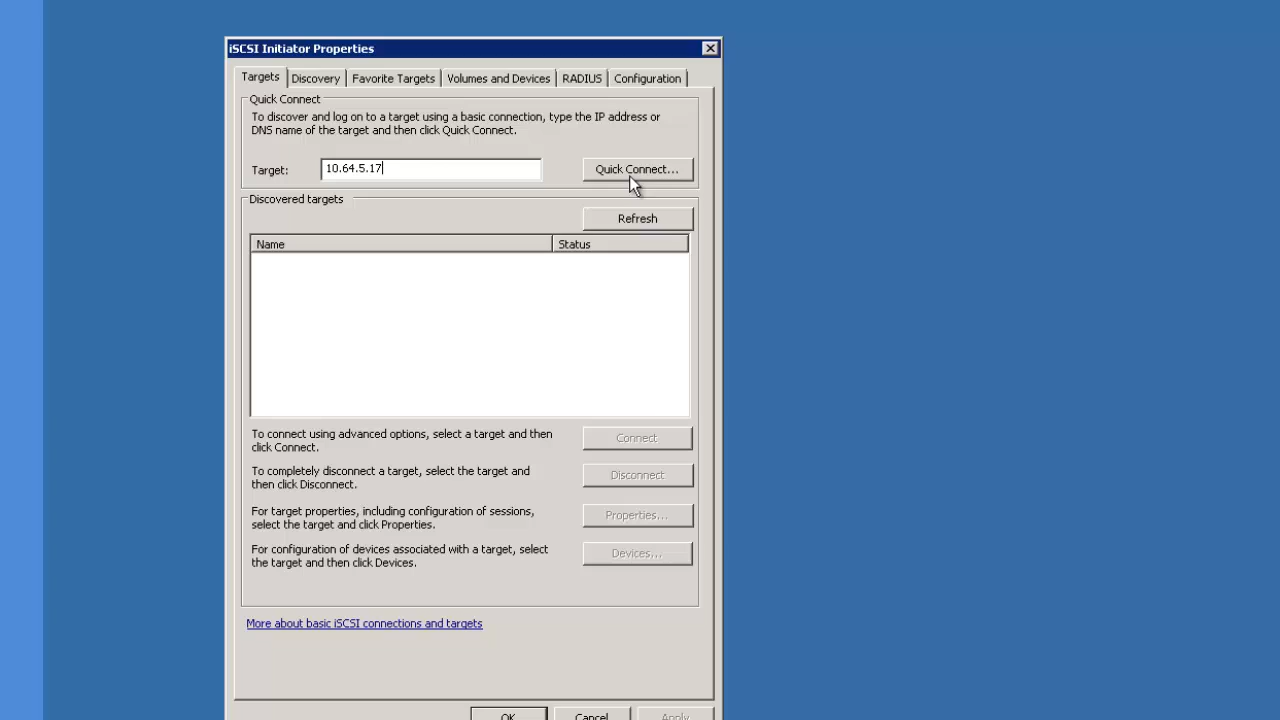 iSCSI Initiator Properties
Targets Discovery Favorite Targets Volumes and Devices RADIUS Configuration
Quick Connect
To discover and log on to a target using a basic connection, type the IP address or
DNS name of the target and then click Quick Connect.
Target: 10.64.5.17 Quick Connect...
Discovered targets
Refresh
Name Status
To connect using advanced options, select a target and then
click Connect.
Connect
To completely disconnect a target, select the target and
then click Disconnect.
Disconnect
For target properties, including configuration of sessions,
select the target and click Properties.
Properties...
For configuration of devices associated with a target, select
the target and then click Devices.
Devices...
More about basic iSCSI connections and targets
OK Cancel Apply